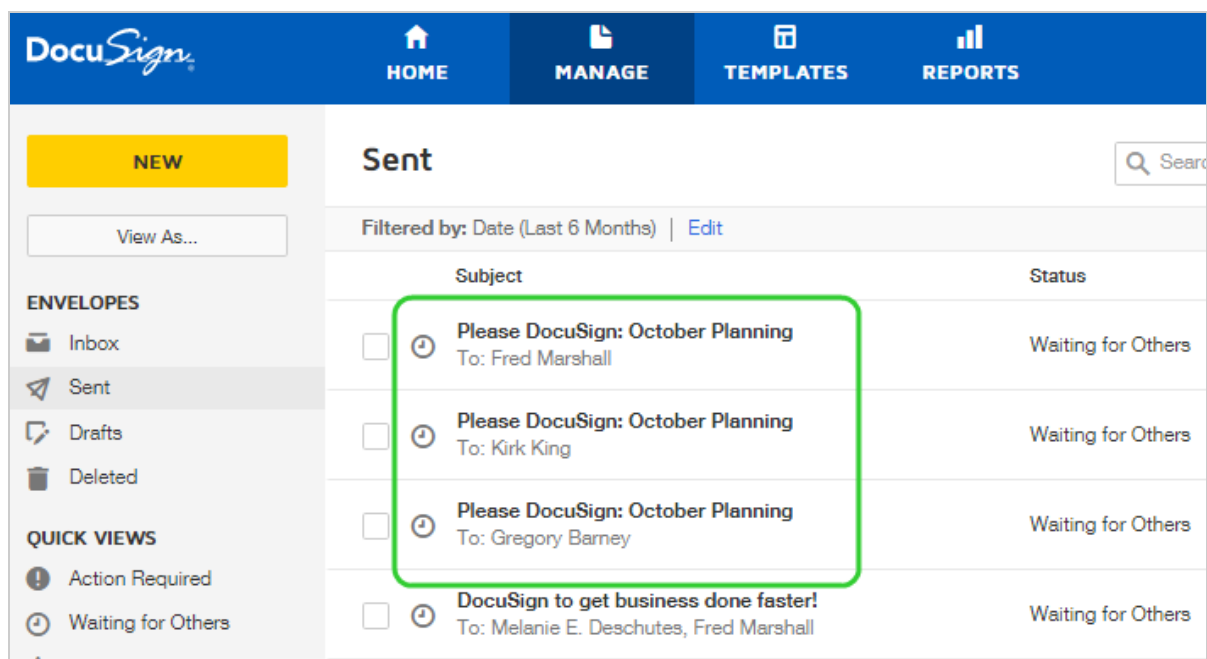 DocuSign
HOME
MANAGE
TEMPLATES
REPORTS
NEW
View As...
ENVELOPES
Inbox
Sent
Drafts
Deleted
QUICK VIEWS
Action Required
Waiting for Others
Sent
Filtered by: Date (Last 6 Months) | Edit
Subject Status
Please DocuSign: October Planning
To: Fred Marshall
Waiting for Others
Please DocuSign: October Planning
To: Kirk King
Waiting for Others
Please DocuSign: October Planning
To: Gregory Barney
Waiting for Others
DocuSign to get business done faster!
To: Melanie E. Deschutes, Fred Marshall
Waiting for Others